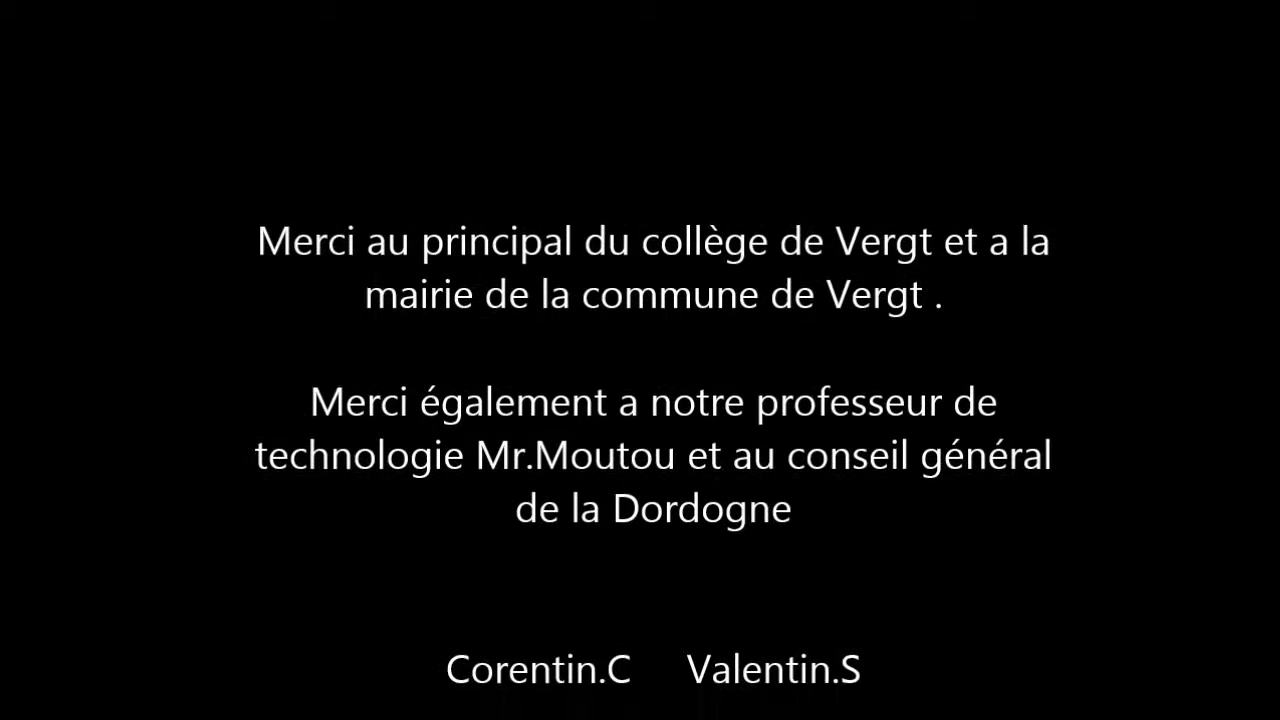 Merci au principal du collège de Vergt et a la
mairie de la commune de Vergt .
Merci également a notre professeur de
technologie Mr.Moutou et au conseil général
de la Dordogne
Corentin.C Valentin.S